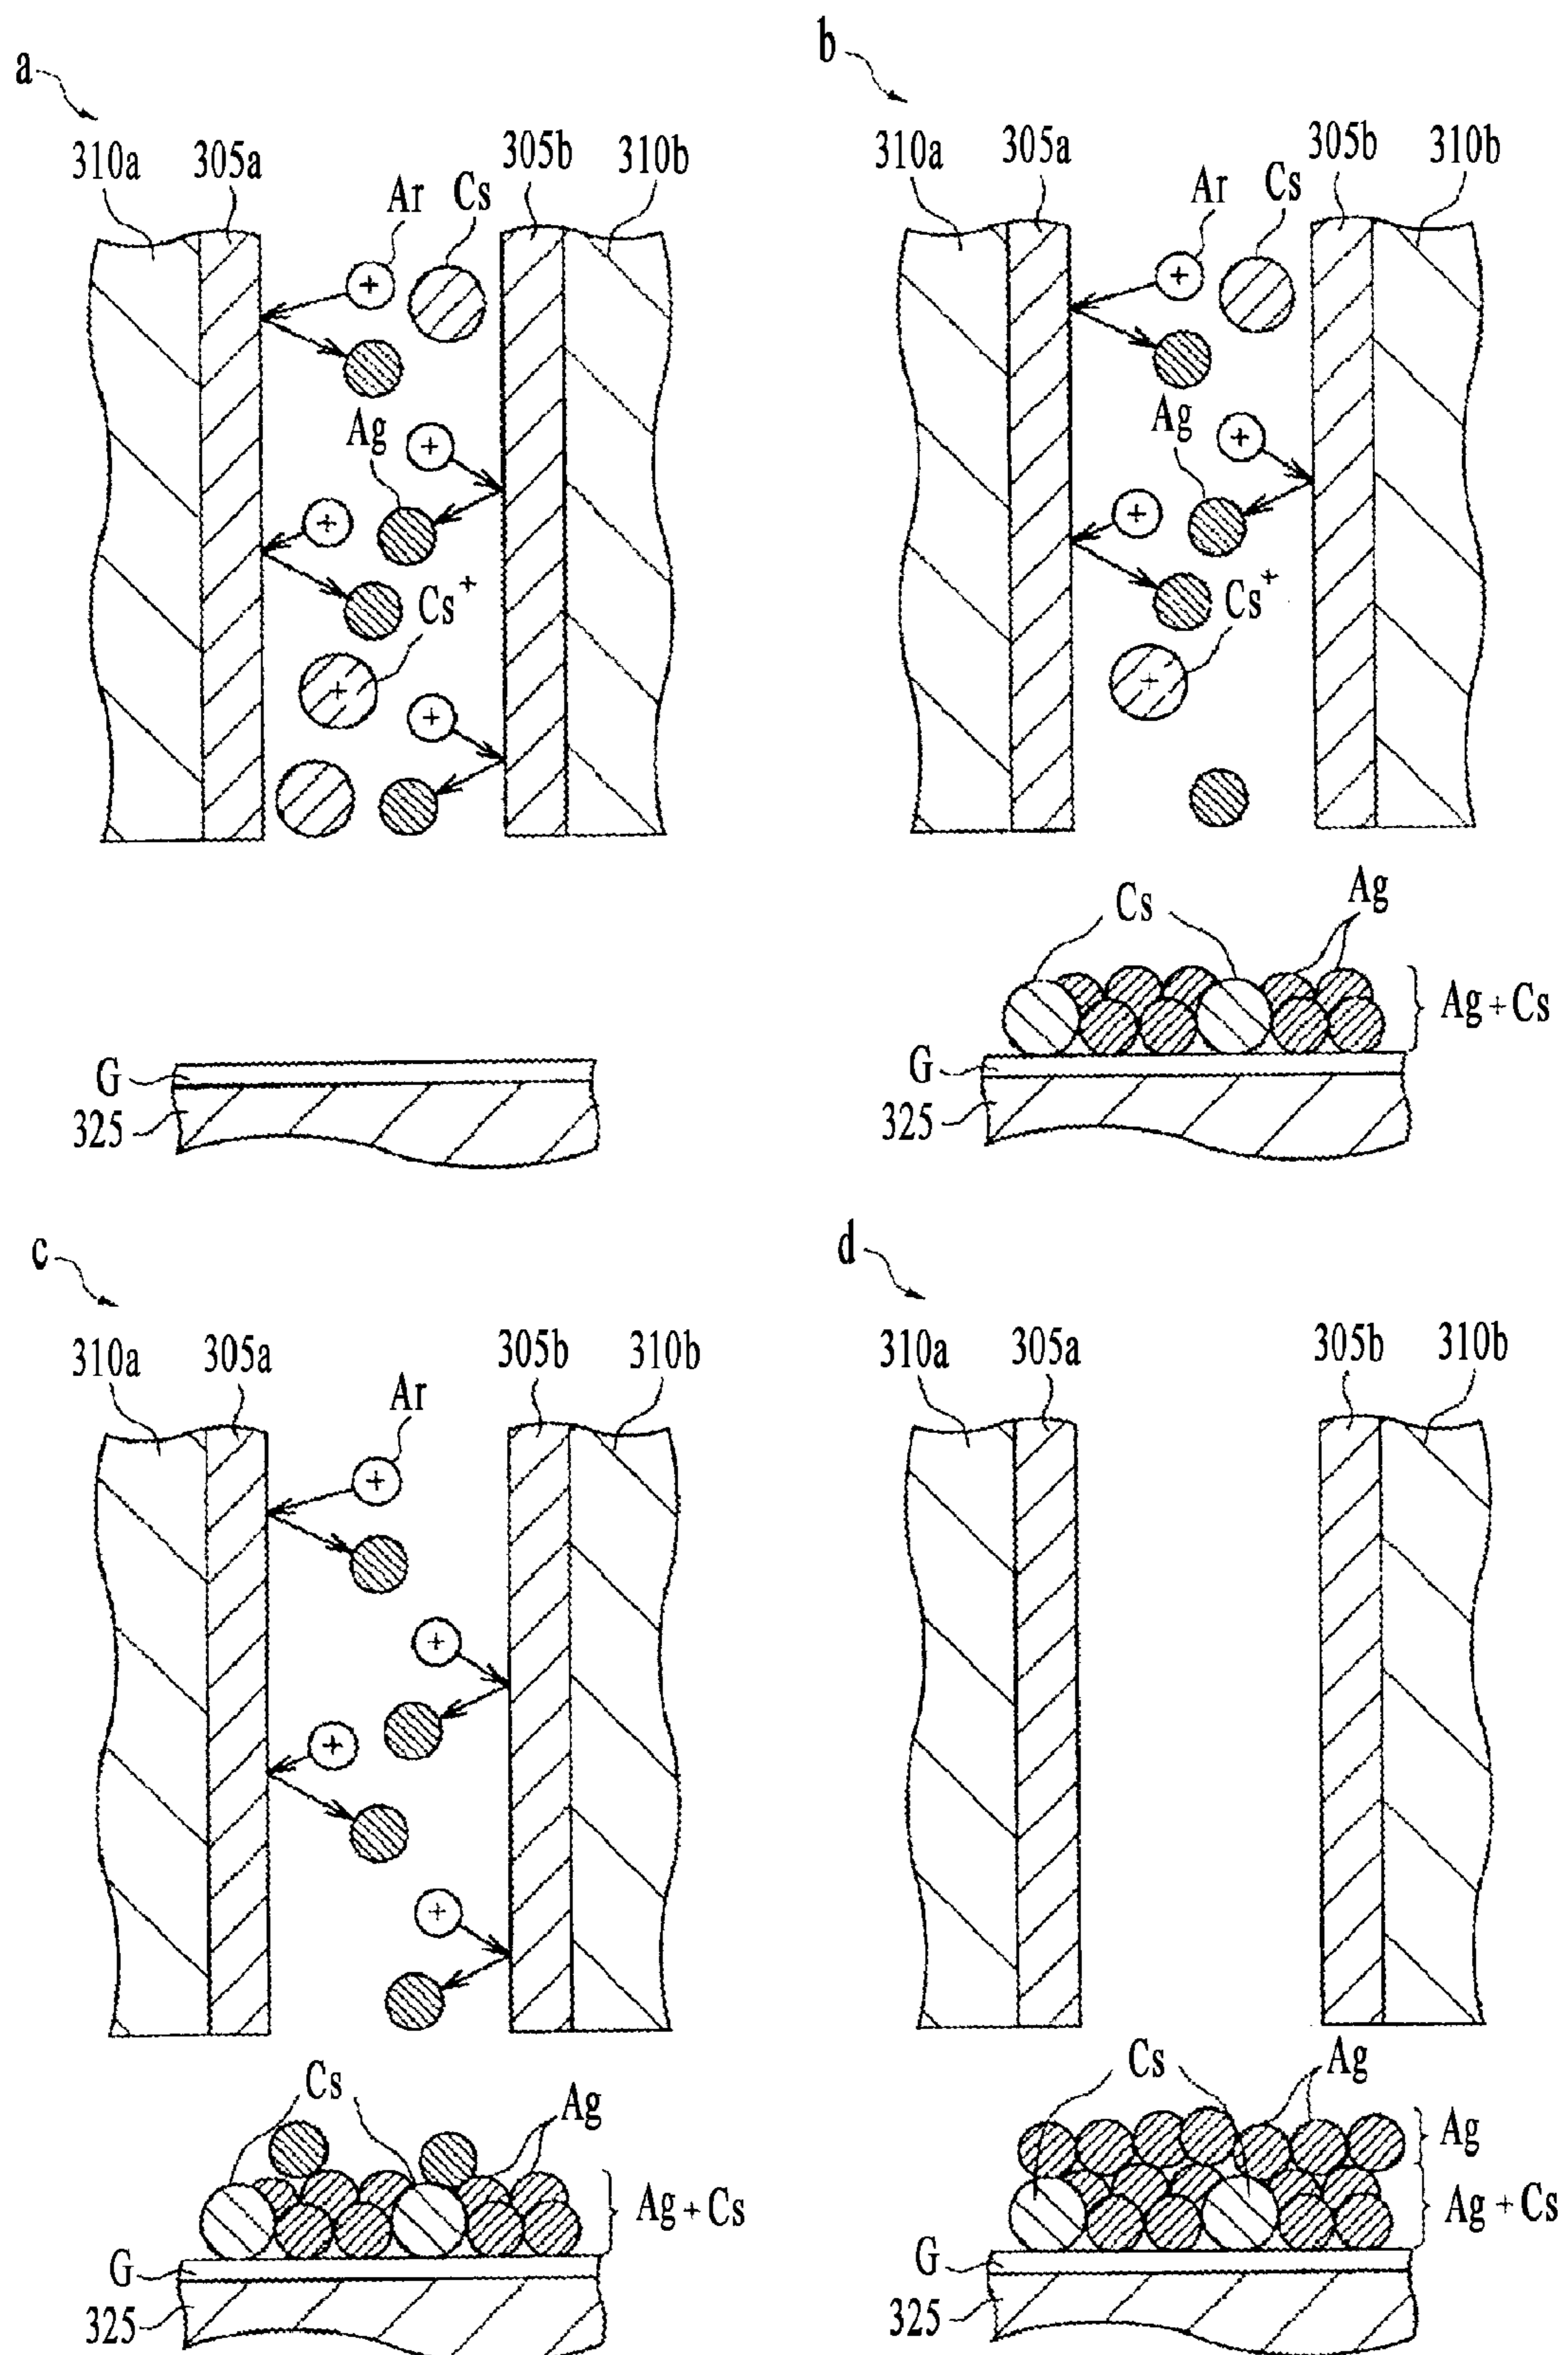 a
310a 305a Ar Cs 305b 310b
+
Ag +
+
Cs+
+
+
G
325
b
310a 305a Ar Cs 305b 310b
+
Ag +
+
Cs+
+
Cs Ag
Ag + Cs
G
325
c
310a 305a Ar 305b 310b
+
+
+
+
Cs Ag
Ag + Cs
G
325
d
310a 305a 305b 310b
Cs Ag
Ag
Ag + Cs
G
325